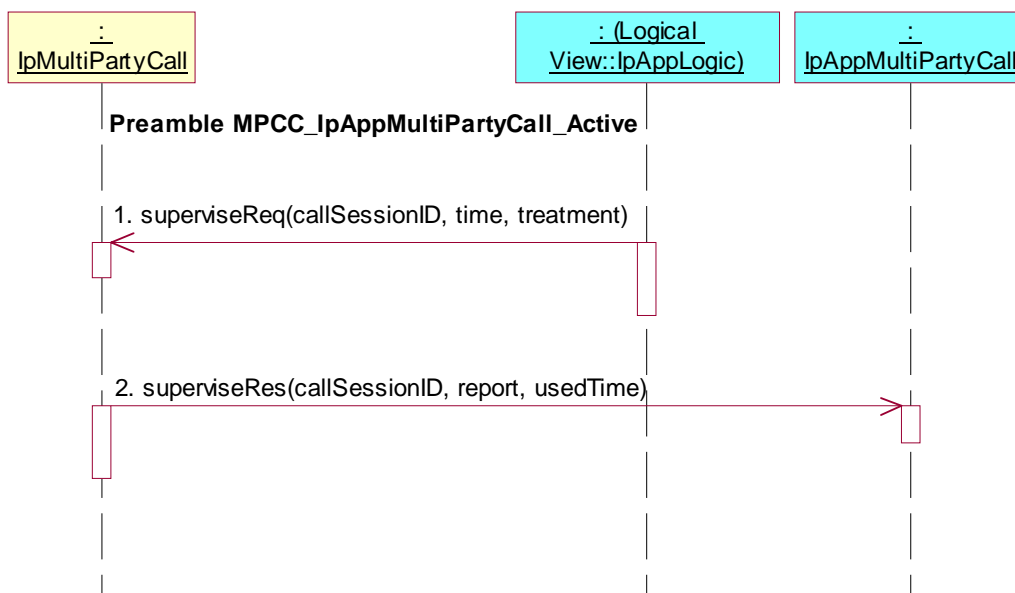 :
IpMultiPartyCall
: (Logical
View::IpAppLogic)
:
IpAppMultiPartyCall
Preamble MPCC_IpAppMultiPartyCall_Active
1. superviseReq(callSessionID, time, treatment)
2. superviseRes(callSessionID, report, usedTime)